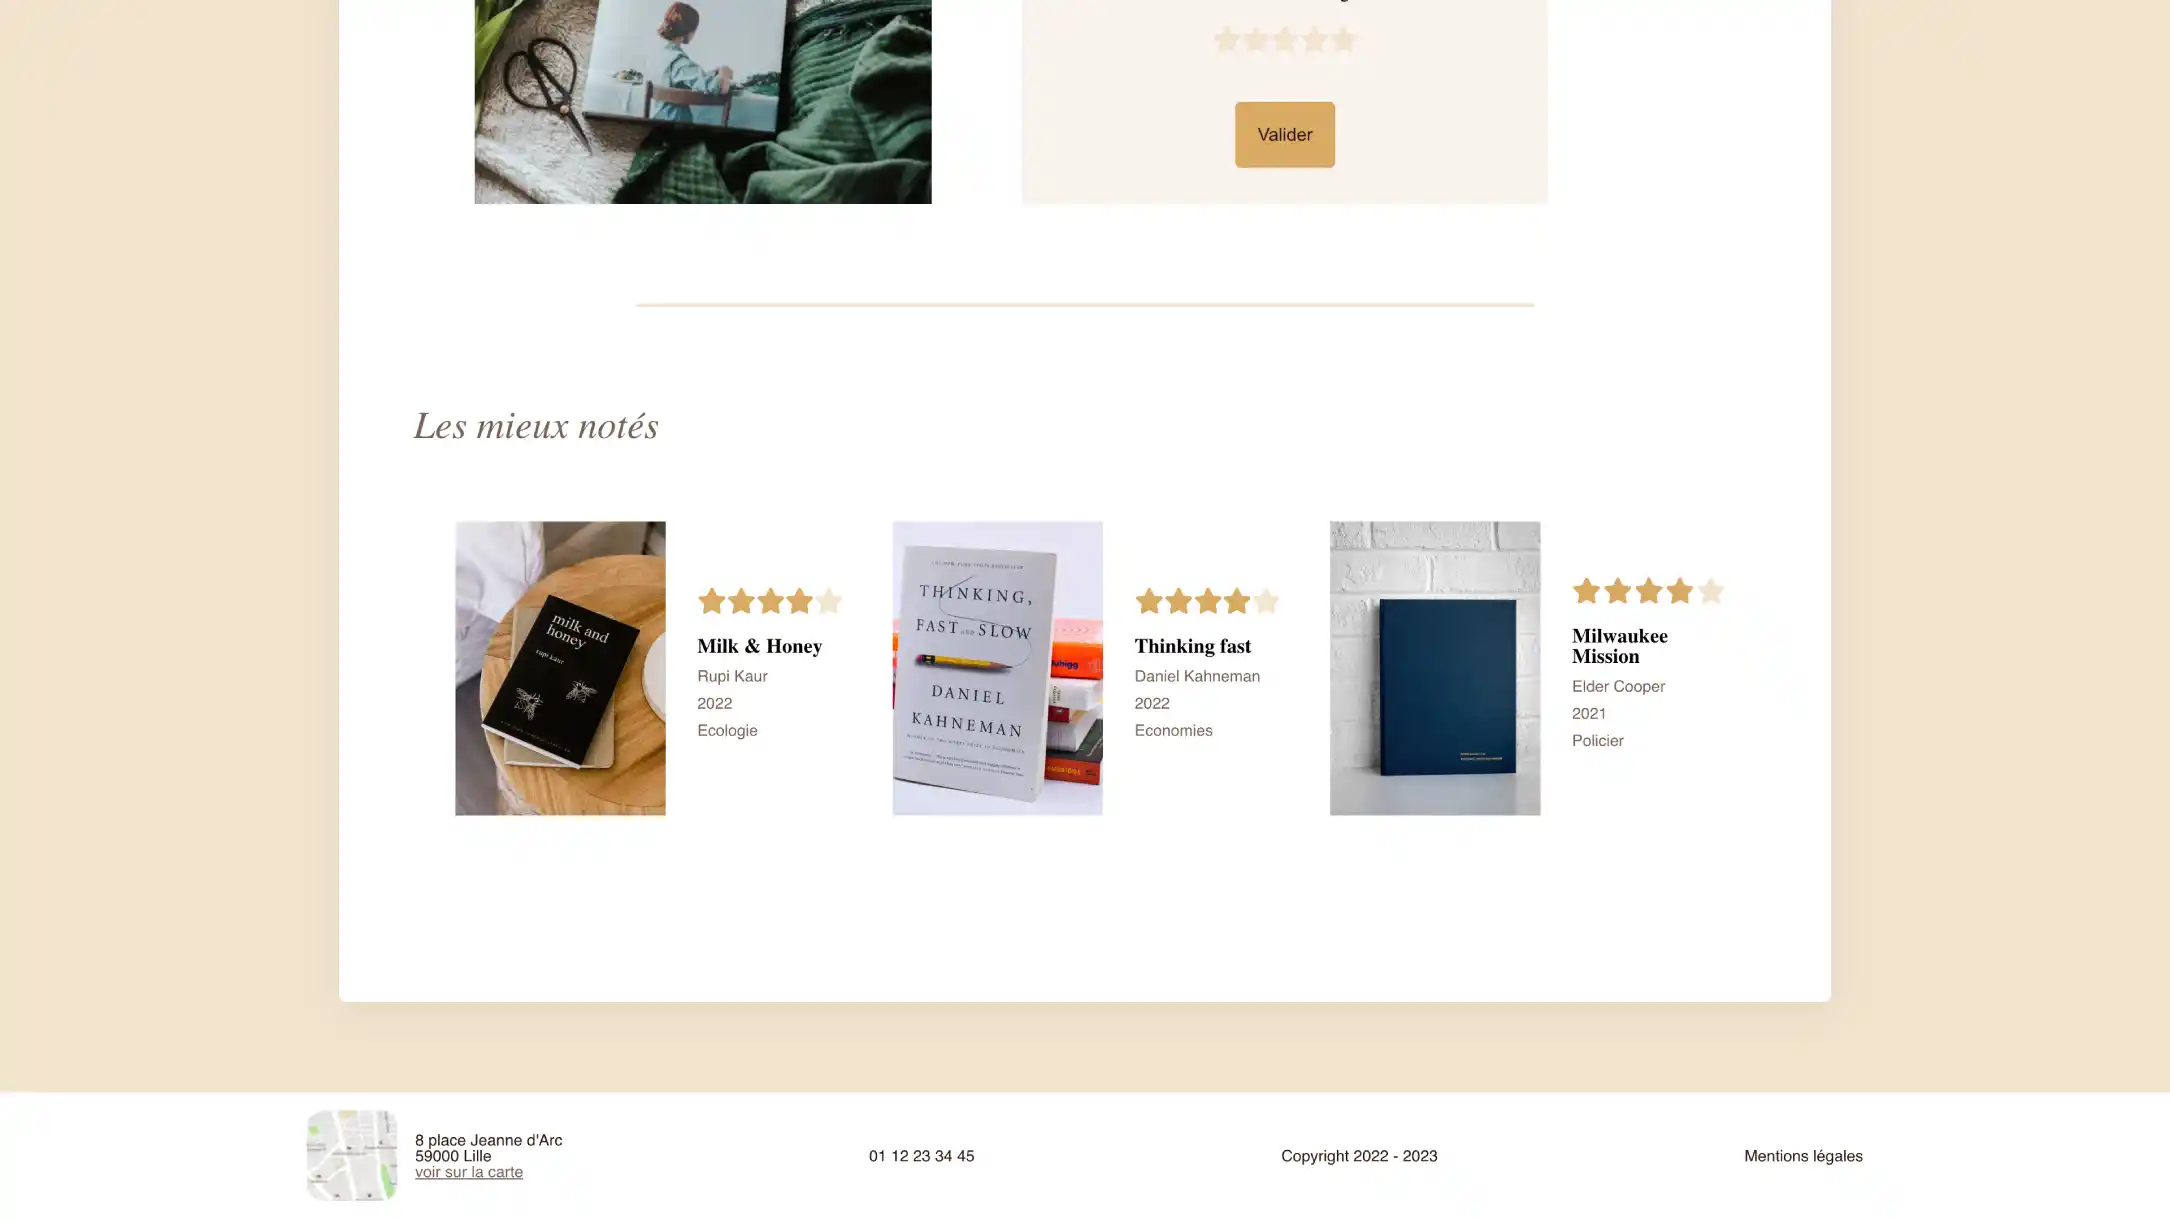 Valider
Les mieux notés
milk and
honey
rupi kaur
Milk & Honey
Rupi Kaur
2022
Ecologie
THINKING,
FAST AND SLOW
DANIEL
KAHNEMAN
Thinking fast
Daniel Kahneman
2022
Economies
Milwaukee
Mission
Elder Cooper
2021
Policier
8 place Jeanne d'Arc
59000 Lille
voir sur la carte
01 12 23 34 45
Copyright 2022 - 2023
Mentions légales